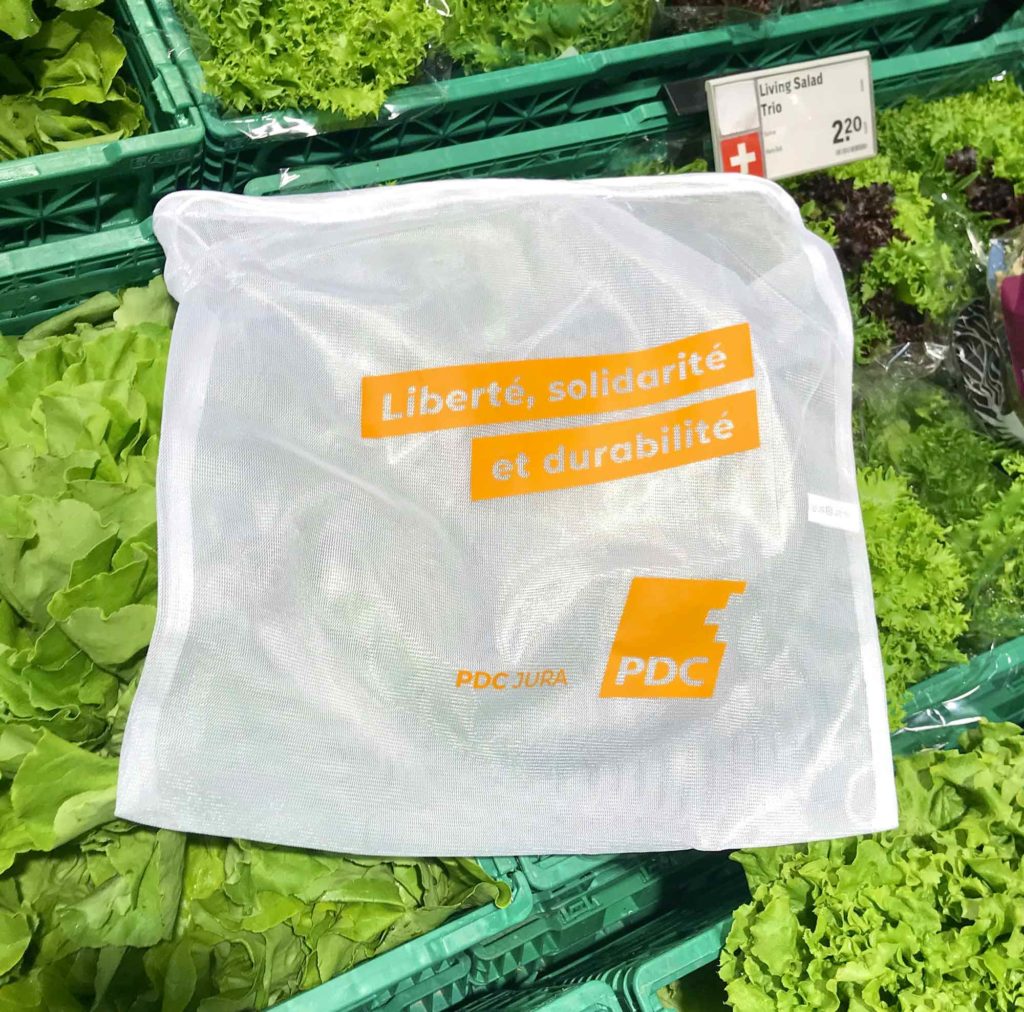 Living Salad
Trio
2.20
Liberté, solidarité
et durabilité
PDC JURA
PDC